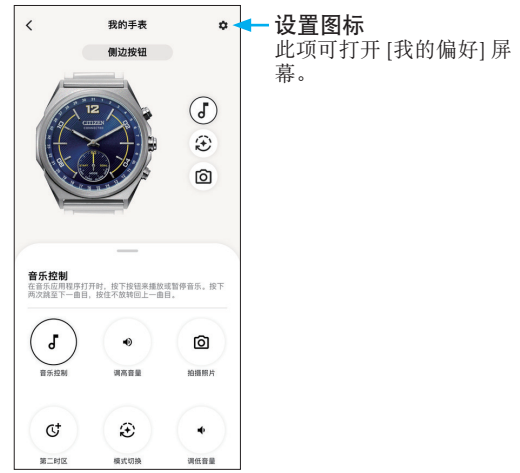 我的手表
设置图标
此项可打开 [我的偏好] 屏
幕。
侧边按钮
12
CITIZEN
音乐控制
在音乐应用程序打开时，按下按钮来播放或暂停音乐。按下
两次跳至下一曲目，按住不放转回上一曲目。
音乐控制
调高音量
拍摄照片
第二时区
模式切换
调低音量